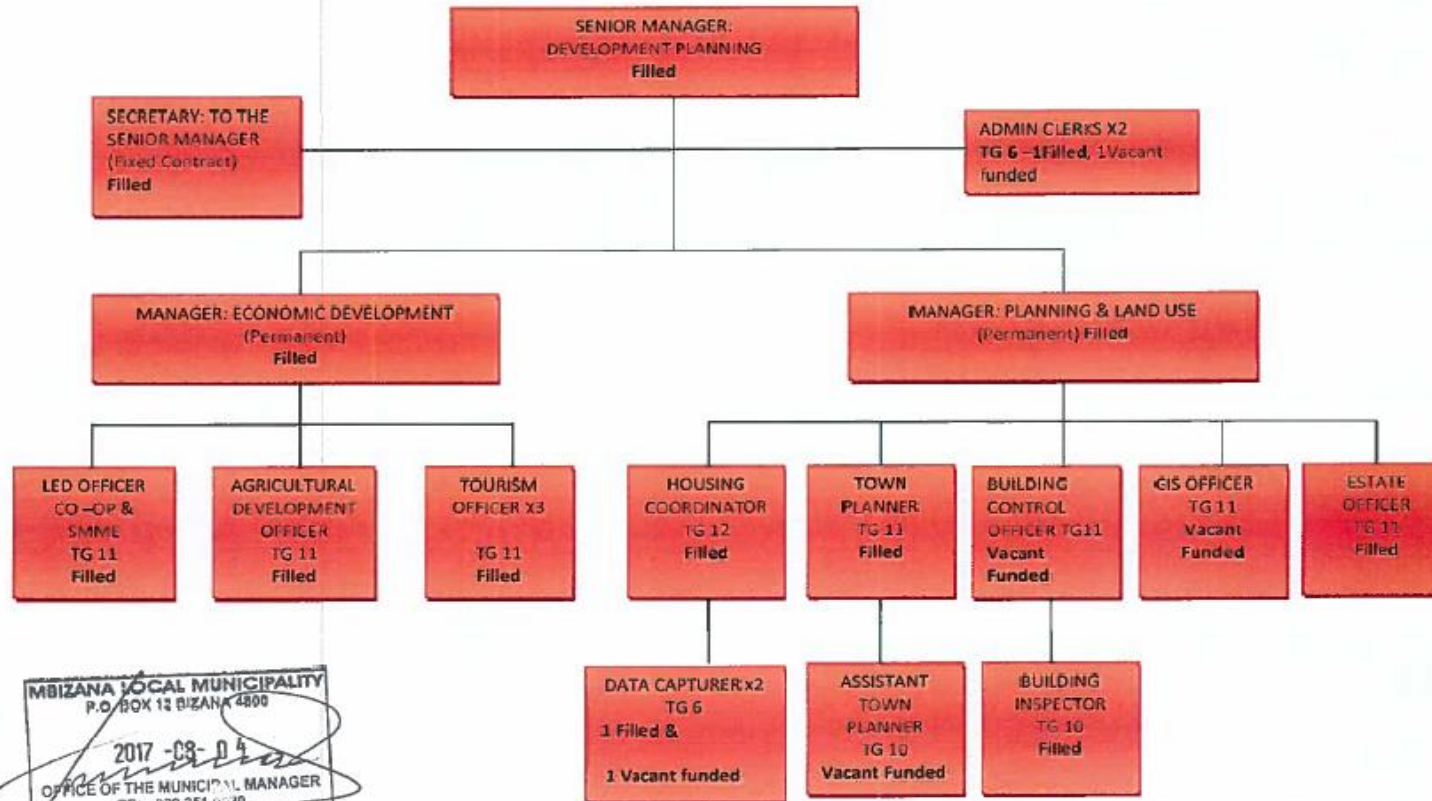 SENIOR MANAGER:
DEVELOPMENT PLANNING
Filled
SECRETARY: TO THE
SENIOR MANAGER
(Fixed Contract)
Filled
ADMIN CLERKS X2
TG 6 –1Filled, 1Vacant
funded
MANAGER: ECONOMIC DEVELOPMENT
(Permanent)
Filled
MANAGER: PLANNING & LAND USE
(Permanent) Filled
LED OFFICER
CO –OP &
SMME
TG 11
Filled
AGRICULTURAL
DEVELOPMENT
OFFICER
TG 11
Filled
TOURISM
OFFICER X3
TG 11
Filled
HOUSING
COORDINATOR
TG 12
Filled
TOWN
PLANNER
TG 13
Filled
BUILDING
CONTROL
OFFICER TG11
Vacant
Funded
GIS OFFICER
TG 11
Vacant
Funded
ESTATE
OFFICER
TG 11
Filled
DATA CAPTURER x2
TG 6
1 Filled &
1 Vacant funded
ASSISTANT
TOWN
PLANNER
TG 10
Vacant Funded
BUILDING
INSPECTOR
TG 10
Filled
MBIZANA LOCAL MUNICIPALITY
P.O. BOX 12 BIZANA 4800
2017 -08- 04
OFFICE OF THE MUNICIPAL MANAGER